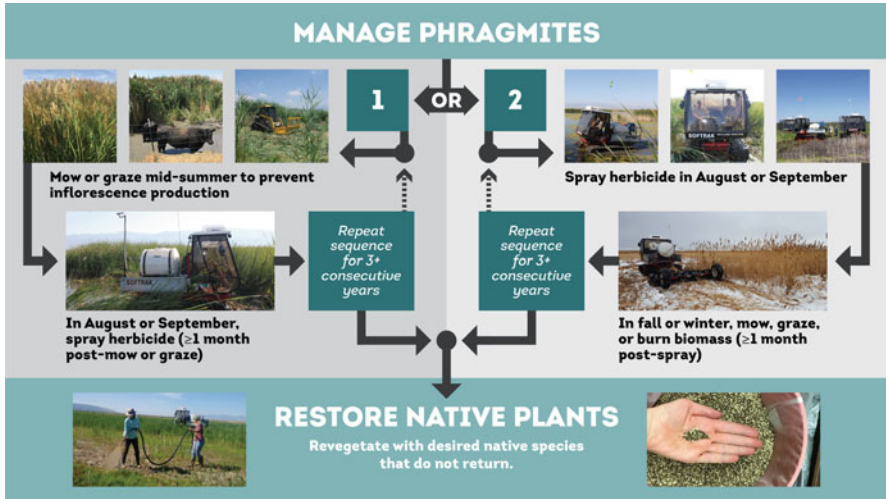 MANAGE PHRAGMITES
1
OR
2
Mow or graze mid-summer to prevent
inflorescence production
Spray herbicide in August or September
SOFTRAK
SOFTRAK
Repeat
sequence
for 3+
consecutive
years
Repeat
sequence
for 3+
consecutive
years
In August or September,
spray herbicide (≥1 month
post-mow or graze)
In fall or winter, mow, graze,
or burn biomass (≥1 month
post-spray)
RESTORE NATIVE PLANTS
Revegetate with desired native species
that do not return.